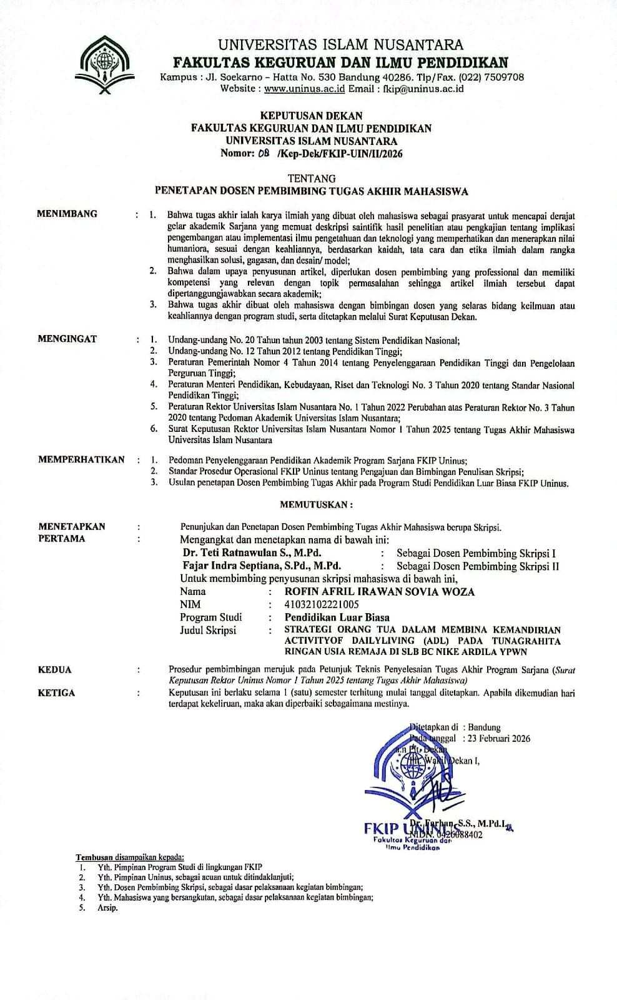 UNIVERSITAS ISLAM NUSANTARA
FAKULTAS KEGURUAN DAN ILMU PENDIDIKAN
Kampus : Jl. Soekarno – Hatta No. 530 Bandung 40286. Tlp/Fax. (022) 7509708
Website : www.uninus.ac.id Email : fkip@uninus.ac.id
KEPUTUSAN DEKAN
FAKULTAS KEGURUAN DAN ILMU PENDIDIKAN
UNIVERSITAS ISLAM NUSANTARA
Nomor: 08 /Kep-Dek/FKIP-UIN/II/2026
TENTANG
PENETAPAN DOSEN PEMBIMBING TUGAS AKHIR MAHASISWA
MENIMBANG : 1. Bahwa tugas akhir ialah karya ilmiah yang dibuat oleh mahasiswa sebagai prasyarat untuk mencapai derajat
gelar akademik Sarjana yang memuat deskripsi saintifik hasil penelitian atau pengkajian tentang implikasi
pengembangan atau implementasi ilmu pengetahuan dan teknologi yang memperhatikan dan menerapkan nilai
humaniora, sesuai dengan keahliannya, berdasarkan kaidah, tata cara dan etika ilmiah dalam rangka
menghasilkan solusi, gagasan, dan desain/ model;
2. Bahwa dalam upaya penyusunan artikel, diperlukan dosen pembimbing yang professional dan memiliki
kompetensi yang relevan dengan topik permasalahan sehingga artikel ilmiah tersebut dapat
dipertanggungjawabkan secara akademik;
3. Bahwa tugas akhir dibuat oleh mahasiswa dengan bimbingan dosen yang selaras bidang keilmuan atau
keahliannya dengan program studi, serta ditetapkan melalui Surat Keputusan Dekan.
MENGINGAT : 1. Undang-undang No. 20 Tahun tahun 2003 tentang Sistem Pendidikan Nasional;
2. Undang-undang No. 12 Tahun 2012 tentang Pendidikan Tinggi;
3. Peraturan Pemerintah Nomor 4 Tahun 2014 tentang Penyelenggaraan Pendidikan Tinggi dan Pengelolaan
Perguruan Tinggi;
4. Peraturan Menteri Pendidikan, Kebudayaan, Riset dan Teknologi No. 3 Tahun 2020 tentang Standar Nasional
Pendidikan Tinggi;
5. Peraturan Rektor Universitas Islam Nusantara No. 1 Tahun 2022 Perubahan atas Peraturan Rektor No. 3 Tahun
2020 tentang Pedoman Akademik Universitas Islam Nusantara;
6. Surat Keputusan Rektor Universitas Islam Nusantara Nomor 1 Tahun 2025 tentang Tugas Akhir Mahasiswa
Universitas Islam Nusantara
MEMPERHATIKAN : 1. Pedoman Penyelenggaraan Pendidikan Akademik Program Sarjana FKIP Uninus;
2. Standar Prosedur Operasional FKIP Uninus tentang Pengajuan dan Bimbingan Penulisan Skripsi;
3. Usulan penetapan Dosen Pembimbing Tugas Akhir pada Program Studi Pendidikan Luar Biasa FKIP Uninus.
MEMUTUSKAN :
MENETAPKAN : Penunjukan dan Penetapan Dosen Pembimbing Tugas Akhir Mahasiswa berupa Skripsi.
PERTAMA : Mengangkat dan menetapkan nama di bawah ini:
Dr. Teti Ratnawulan S., M.Pd. : Sebagai Dosen Pembimbing Skripsi I
Fajar Indra Septiana, S.Pd., M.Pd. : Sebagai Dosen Pembimbing Skripsi II
Untuk membimbing penyusunan skripsi mahasiswa di bawah ini,
Nama : ROFIN AFRIL IRAWAN SOVIA WOZA
NIM : 41032102221005
Program Studi : Pendidikan Luar Biasa
Judul Skripsi : STRATEGI ORANG TUA DALAM MEMBINA KEMANDIRIAN
ACTIVITYOF DAILYLIVING (ADL) PADA TUNAGRAHITA
RINGAN USIA REMAJA DI SLB BC NIKE ARDILA YPWN
KEDUA : Prosedur pembimbingan merujuk pada Petunjuk Teknis Penyelesaian Tugas Akhir Program Sarjana (Surat
Keputusan Rektor Uninus Nomor 1 Tahun 2025 tentang Tugas Akhir Mahasiswa)
KETIGA : Keputusan ini berlaku selama 1 (satu) semester terhitung mulai tanggal ditetapkan. Apabila dikemudian hari
terdapat kekeliruan, maka akan diperbaiki sebagaimana mestinya.
Ditetapkan di : Bandung
Pada tanggal : 23 Februari 2026
a.n Plt. Dekan
Plt. Wakil Dekan I,
Dr. Farhan, S.S., M.Pd.I.
NIDN. 0426088402
FKIP UNINUS
Fakultas Keguruan dan
Ilmu Pendidikan
Tembusan disampaikan kepada:
1. Yth. Pimpinan Program Studi di lingkungan FKIP
2. Yth. Pimpinan Uninus, sebagai acuan untuk ditindaklanjuti;
3. Yth. Dosen Pembimbing Skripsi, sebagai dasar pelaksanaan kegiatan bimbingan;
4. Yth. Mahasiswa yang bersangkutan, sebagai dasar pelaksanaan kegiatan bimbingan;
5. Arsip.